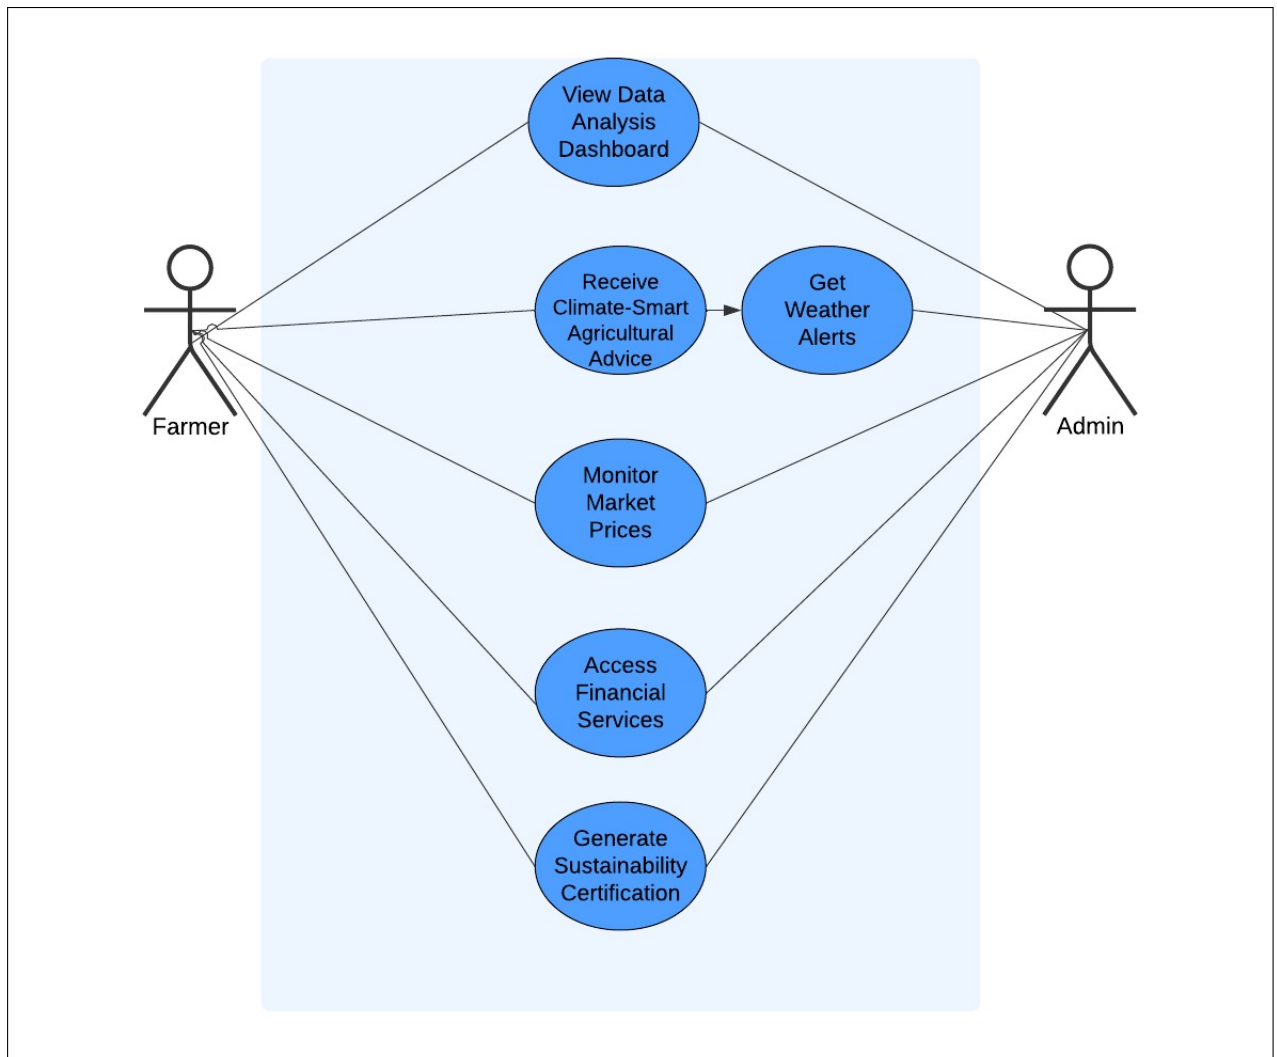 View Data
Analysis
Dashboard
Receive
Climate-Smart
Agricultural
Advice
Get
Weather
Alerts
Farmer
Admin
Monitor
Market
Prices
Access
Financial
Services
Generate
Sustainability
Certification